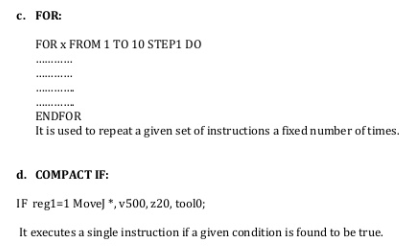 c. FOR:
FOR x FROM 1 TO 10 STEP1 DO
............
............
.............
.............
ENDFOR
It is used to repeat a given set of instructions a fixed number of times.
d. COMPACT IF:
IF reg1=1 MoveJ *, v500, z20, tool0;
It executes a single instruction if a given condition is found to be true.